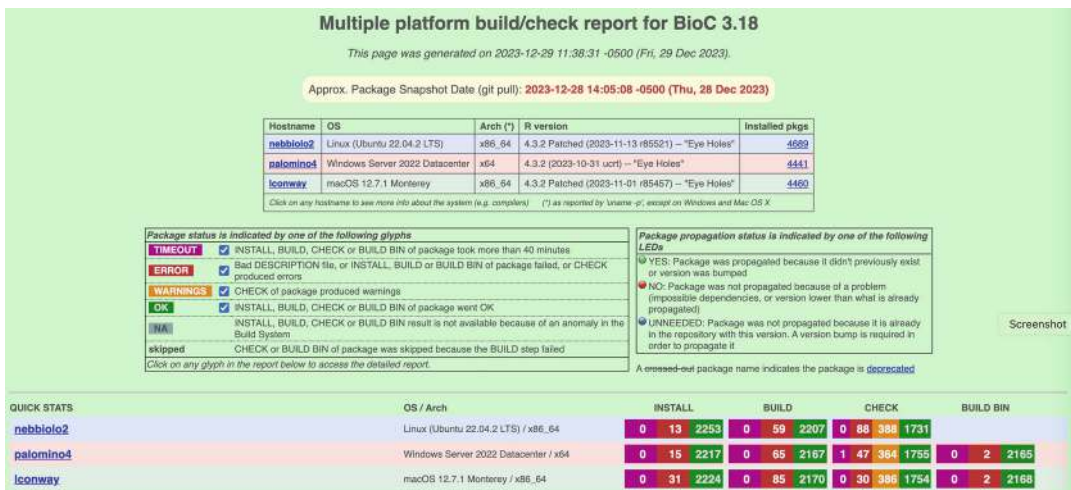 Multiple platform build/check report for BioC 3.18
This page was generated on 2023-12-29 11:38:31 -0500 (Fri, 29 Dec 2023).
Approx. Package Snapshot Date (git pull): 2023-12-28 14:05:08 -0500 (Thu, 28 Dec 2023)
Hostname OS Arch (*) R version Installed pkgs
nebbiolo2 Linux (Ubuntu 22.04.2 LTS) x86_64 4.3.2 Patched (2023-11-13 r85521) -- "Eye Holes" 4689
palomino4 Windows Server 2022 Datacenter x64 4.3.2 (2023-10-31 ucrt) -- "Eye Holes" 4441
lconway macOS 12.7.1 Monterey x86_64 4.3.2 Patched (2023-11-01 r85457) -- "Eye Holes" 4460
Click on any hostname to see more info about the system (e.g. compilers) (*) as reported by 'uname -p', except on Windows and Mac OS X
Package status is indicated by one of the following glyphs
TIMEOUT INSTALL, BUILD, CHECK or BUILD BIN of package took more than 40 minutes
ERROR Bad DESCRIPTION file, or INSTALL, BUILD or BUILD BIN of package failed, or CHECK
produced errors
WARNINGS CHECK of package produced warnings
OK INSTALL, BUILD, CHECK or BUILD BIN of package went OK
NA INSTALL, BUILD, CHECK or BUILD BIN result is not available because of an anomaly in the
Build System
skipped CHECK or BUILD BIN of package was skipped because the BUILD step failed
Click on any glyph in the report below to access the detailed report.
Package propagation status is indicated by one of the following
LEDs
YES: Package was propagated because it didn't previously exist
or version was bumped
NO: Package was not propagated because of a problem
(impossible dependencies, or version lower than what is already
propagated)
UNNEEDED: Package was not propagated because it is already
in the repository with this version. A version bump is required in
order to propagate it
A crossed-out package name indicates the package is deprecated
Screenshot
QUICK STATS OS / Arch INSTALL BUILD CHECK BUILD BIN
nebbiolo2 Linux (Ubuntu 22.04.2 LTS) / x86_64 0 13 2253 0 59 2207 0 88 388 1731
palomino4 Windows Server 2022 Datacenter / x64 0 15 2217 0 65 2167 1 47 364 1755 0 2 2165
lconway macOS 12.7.1 Monterey / x86_64 0 31 2224 0 85 2170 0 30 386 1754 0 2 2168